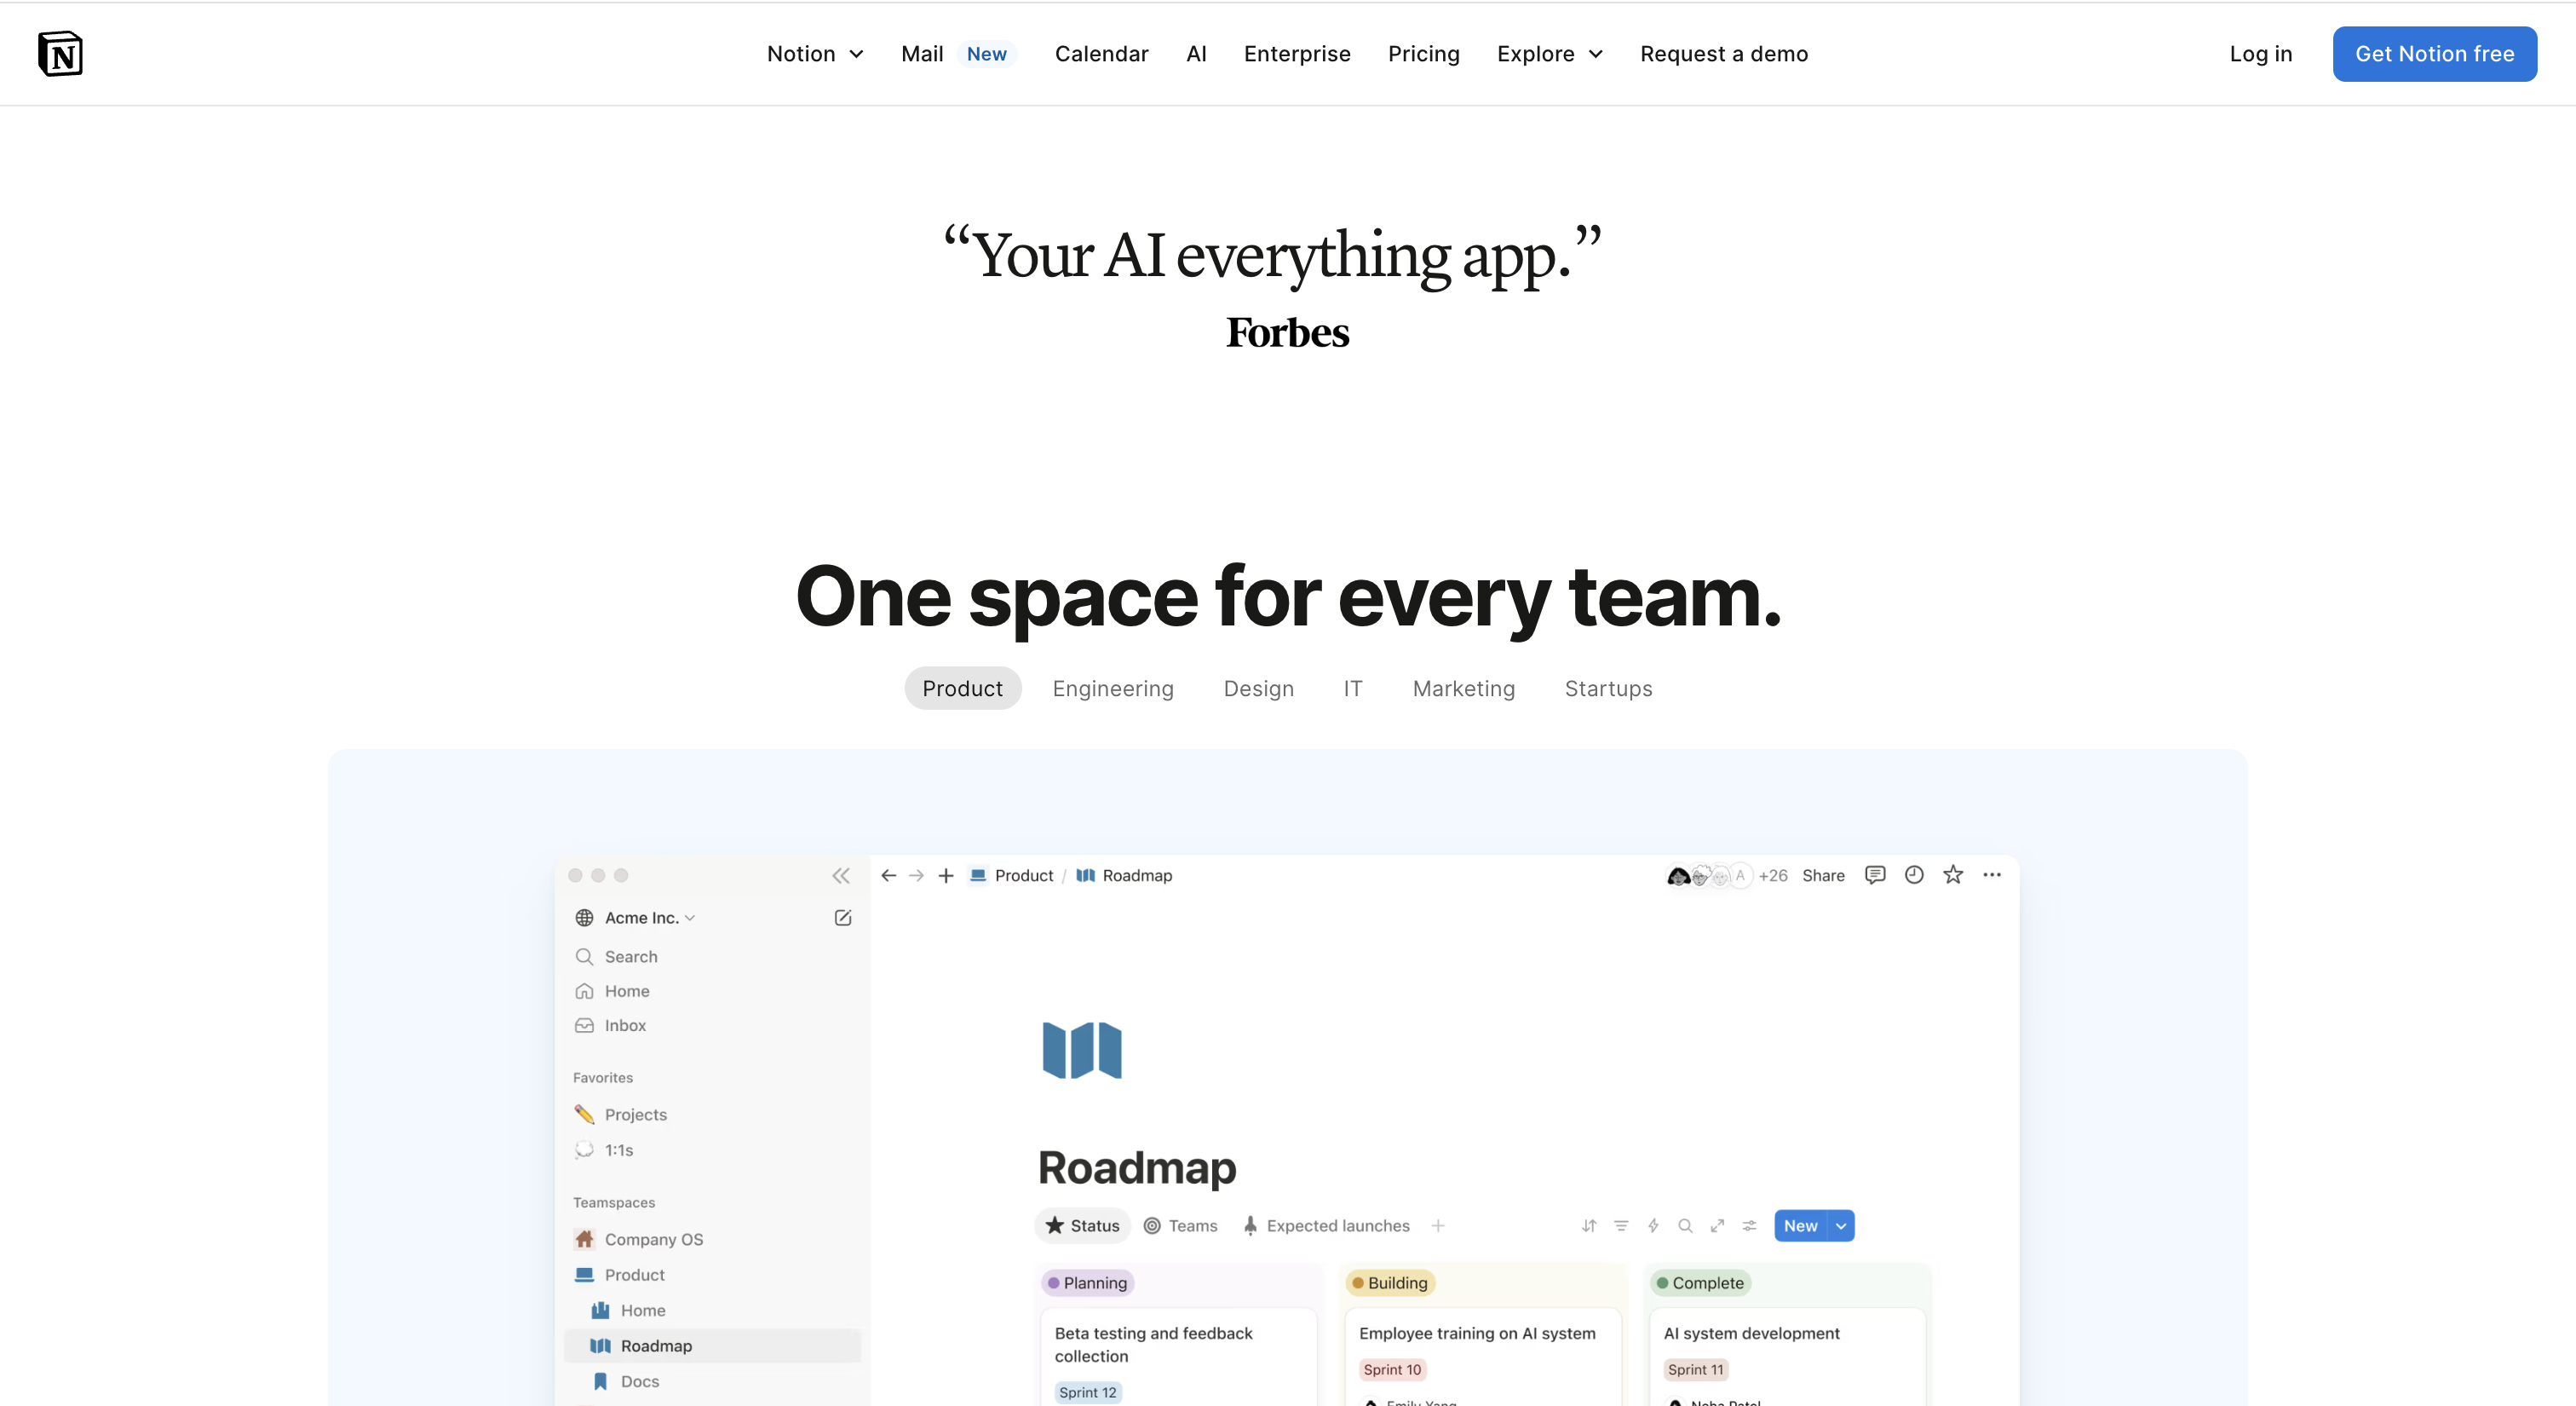 N
Notion Mail New Calendar AI Enterprise Pricing Explore Request a demo Log in Get Notion free
“Your AI everything app.”
Forbes
One space for every team.
Product Engineering Design IT Marketing Startups
Acme Inc.
Search
Home
Inbox
Favorites
Projects
1:1s
Teamspaces
Company OS
Product
Home
Roadmap
Docs
Product / Roadmap A +26 Share
Roadmap
Status Teams Expected launches New
Planning
Beta testing and feedback
collection
Sprint 12
Building
Employee training on AI system
Sprint 10
Emily Yang
Complete
AI system development
Sprint 11
Neha Patel